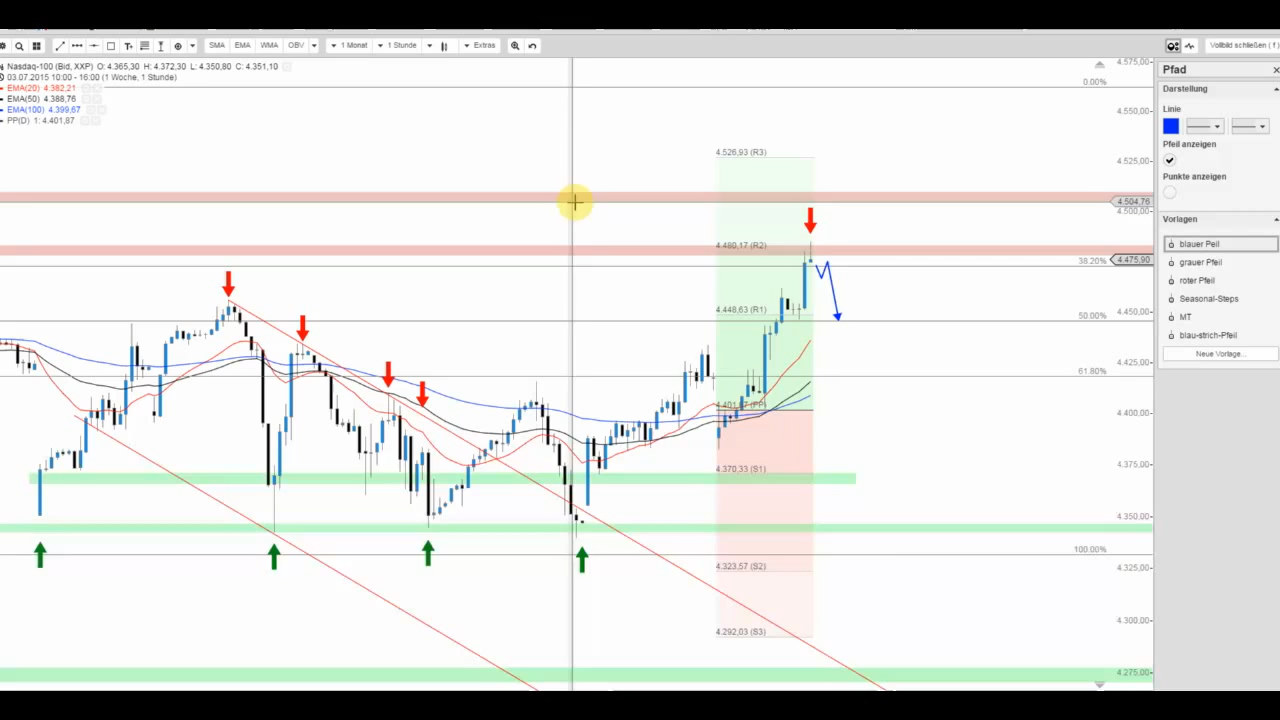 SMA EMA WMA OBV 1 Monat 1 Stunde Extras Vollbild schließen ( f )
Nasdaq-100 (Bid, XXP) O: 4.365,30 H: 4.372,30 L: 4.350,80 C: 4.351,10
03.07.2015 10:00 - 16:00 (1 Woche, 1 Stunde)
EMA(20) 4.382,21
EMA(50) 4.388,76
EMA(100) 4.399,67
PP(D) 1: 4.401,87
0.00%
4.526,93 (R3)
4.480,17 (R2)
38.20%
4.448,63 (R1)
50.00%
61.80%
4.401,87 (PP)
4.370,33 (S1)
100.00%
4.323,57 (S2)
4.292,03 (S3)
4.575,00
4.550,00
4.525,00
4.504,76
4.500,00
4.475,90
4.450,00
4.425,00
4.400,00
4.375,00
4.350,00
4.325,00
4.300,00
4.275,00
Pfad
Darstellung
Linie
Pfeil anzeigen
Punkte anzeigen
Vorlagen
blauer Peil
grauer Pfeil
roter Pfeil
Seasonal-Steps
MT
blau-strich-Pfeil
Neue Vorlage...